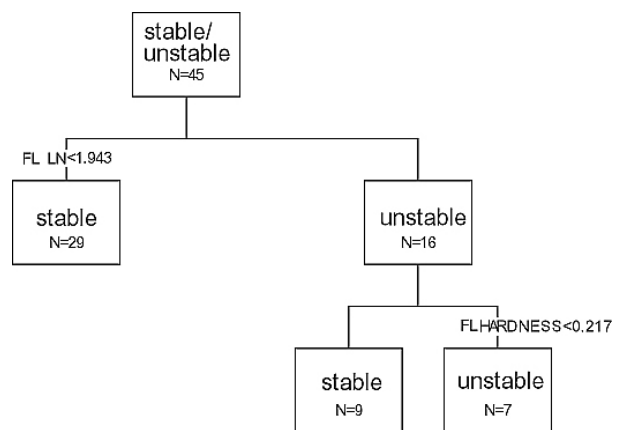 stable/
unstable
N=45
FL LN<1.943
stable
N=29
unstable
N=16
FLHARDNESS<0.217
stable
N=9
unstable
N=7